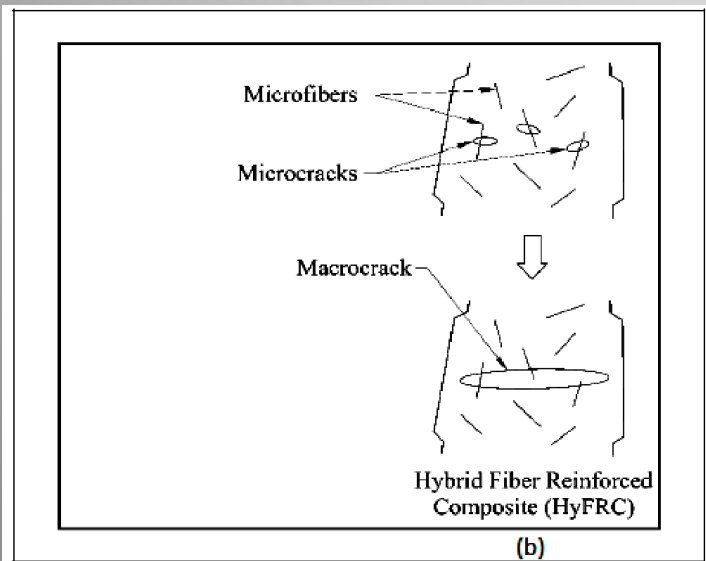 Microfibers
Microcracks
Macrocrack
Hybrid Fiber Reinforced
Composite (HyFRC)
(b)